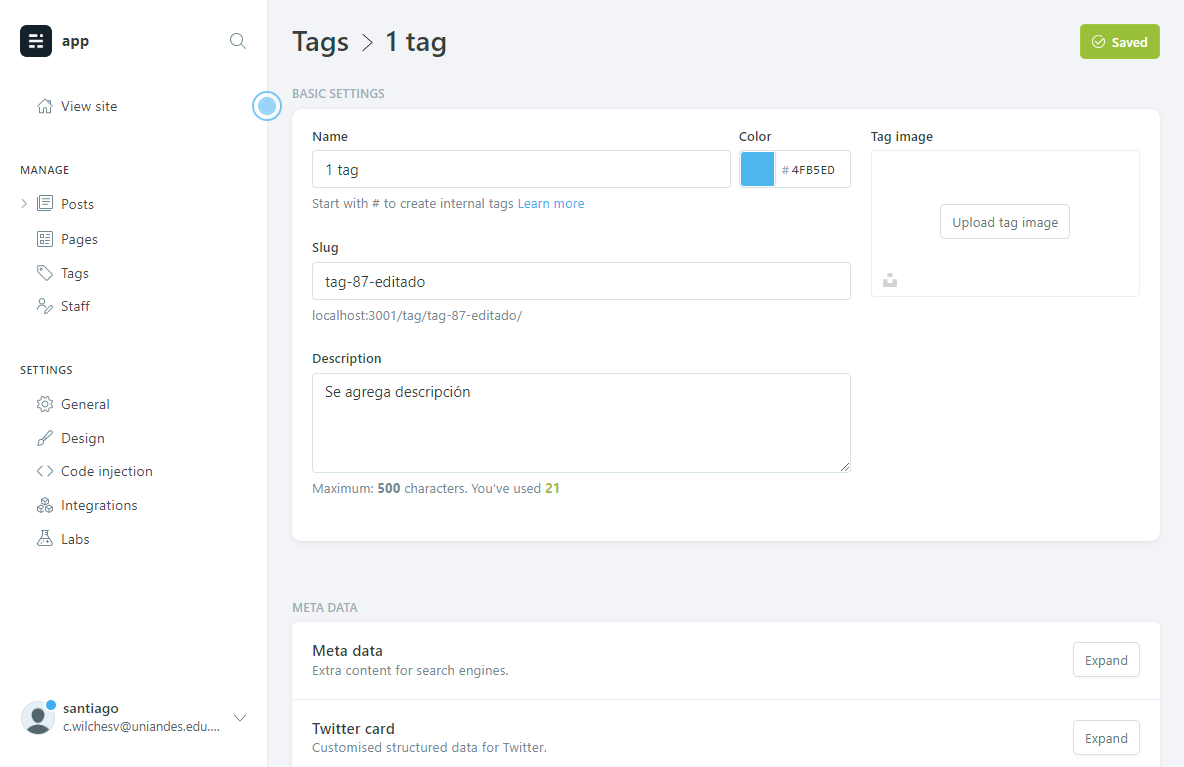 app
View site
MANAGE
Posts
Pages
Tags
Staff
SETTINGS
General
Design
Code injection
Integrations
Labs
santiago
c.wilchesv@uniandes.edu....
Tags > 1 tag
Saved
BASIC SETTINGS
Name
1 tag
Start with # to create internal tags Learn more
Color
# 4FB5ED
Tag image
Upload tag image
Slug
tag-87-editado
localhost:3001/tag/tag-87-editado/
Description
Se agrega descripción
Maximum: 500 characters. You've used 21
META DATA
Meta data
Extra content for search engines.
Expand
Twitter card
Customised structured data for Twitter.
Expand